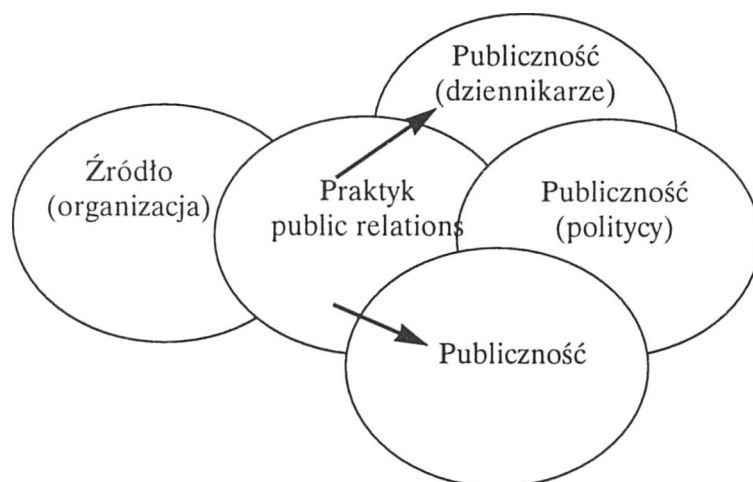 Publiczność
(dziennikarze)
Źródło
(organizacja)
Praktyk
public relations
Publiczność
(politycy)
Publiczność